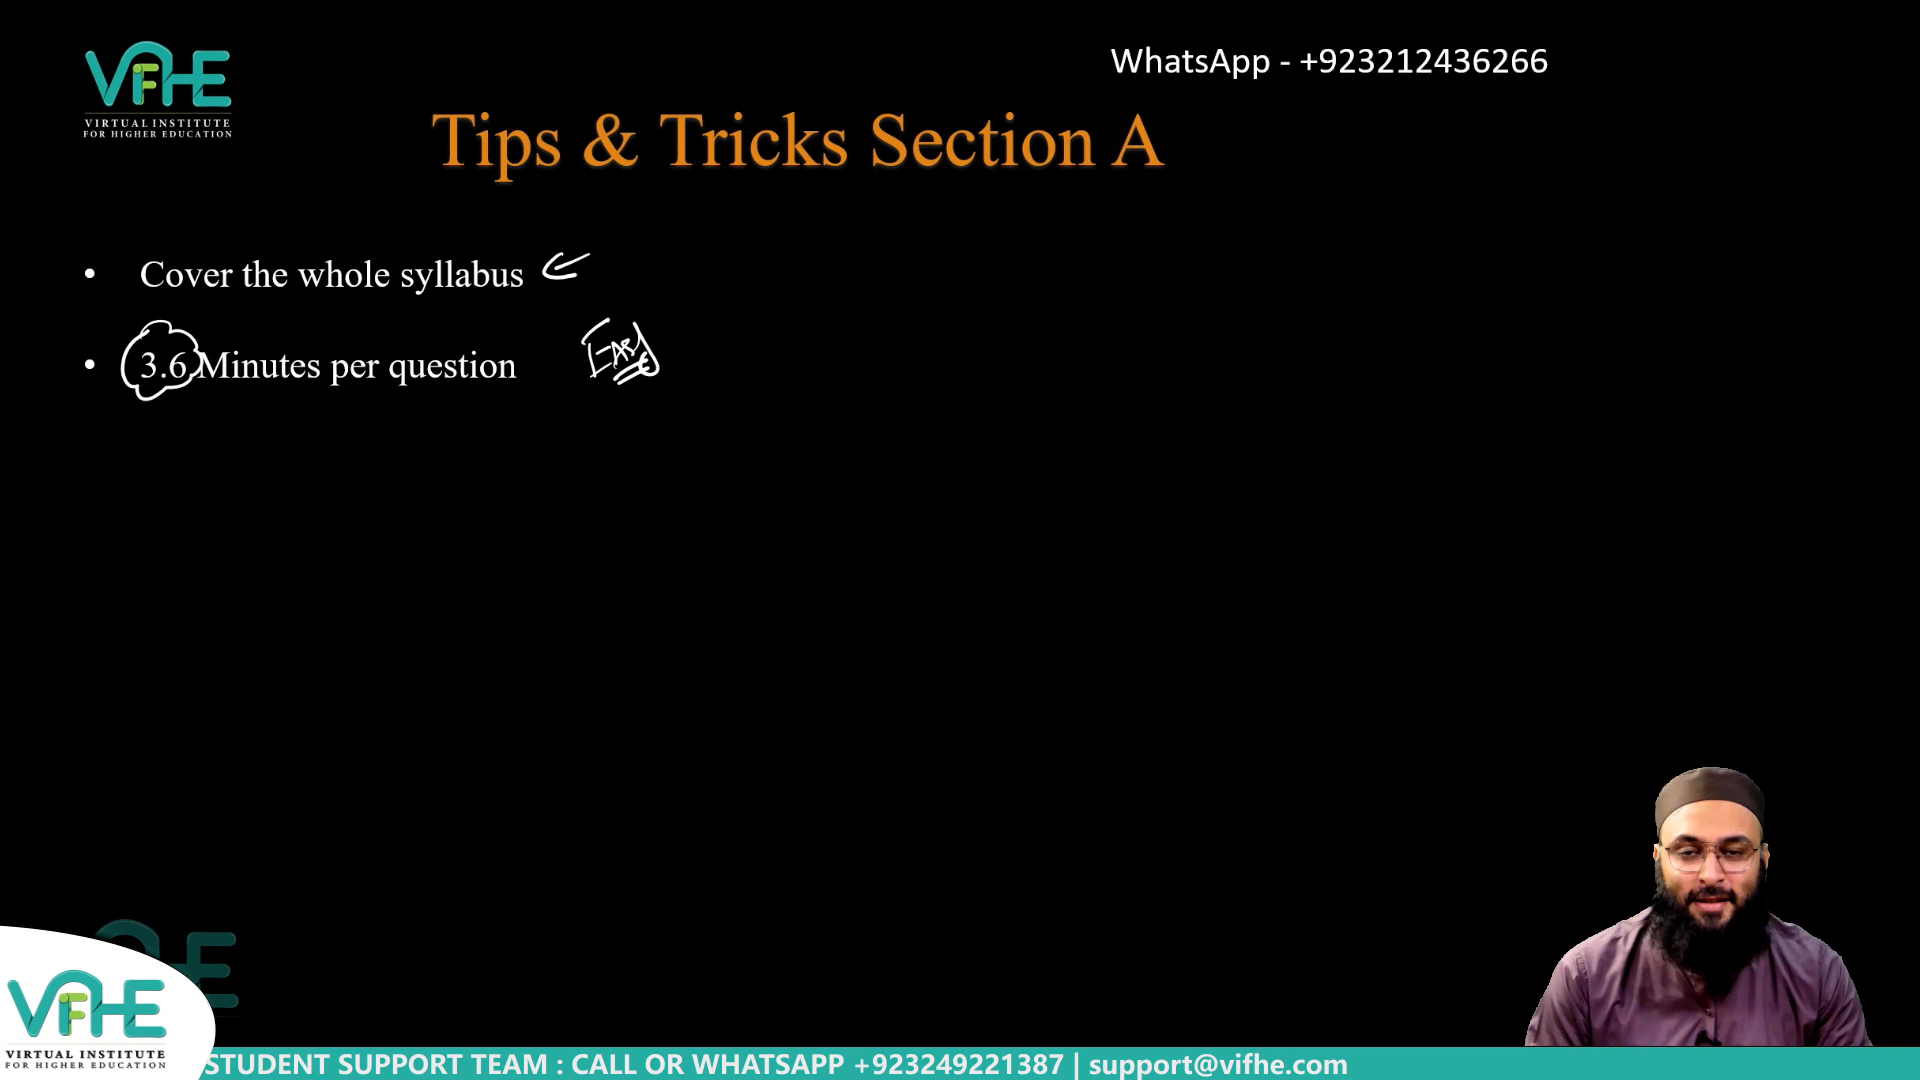 VIFHE
VIRTUAL INSTITUTE
FOR HIGHER EDUCATION
WhatsApp - +923212436266
Tips & Tricks Section A
• Cover the whole syllabus
• 3.6 Minutes per question
EASY
VIFHE
VIRTUAL INSTITUTE
FOR HIGHER EDUCATION
STUDENT SUPPORT TEAM : CALL OR WHATSAPP +923249221387 | support@vifhe.com